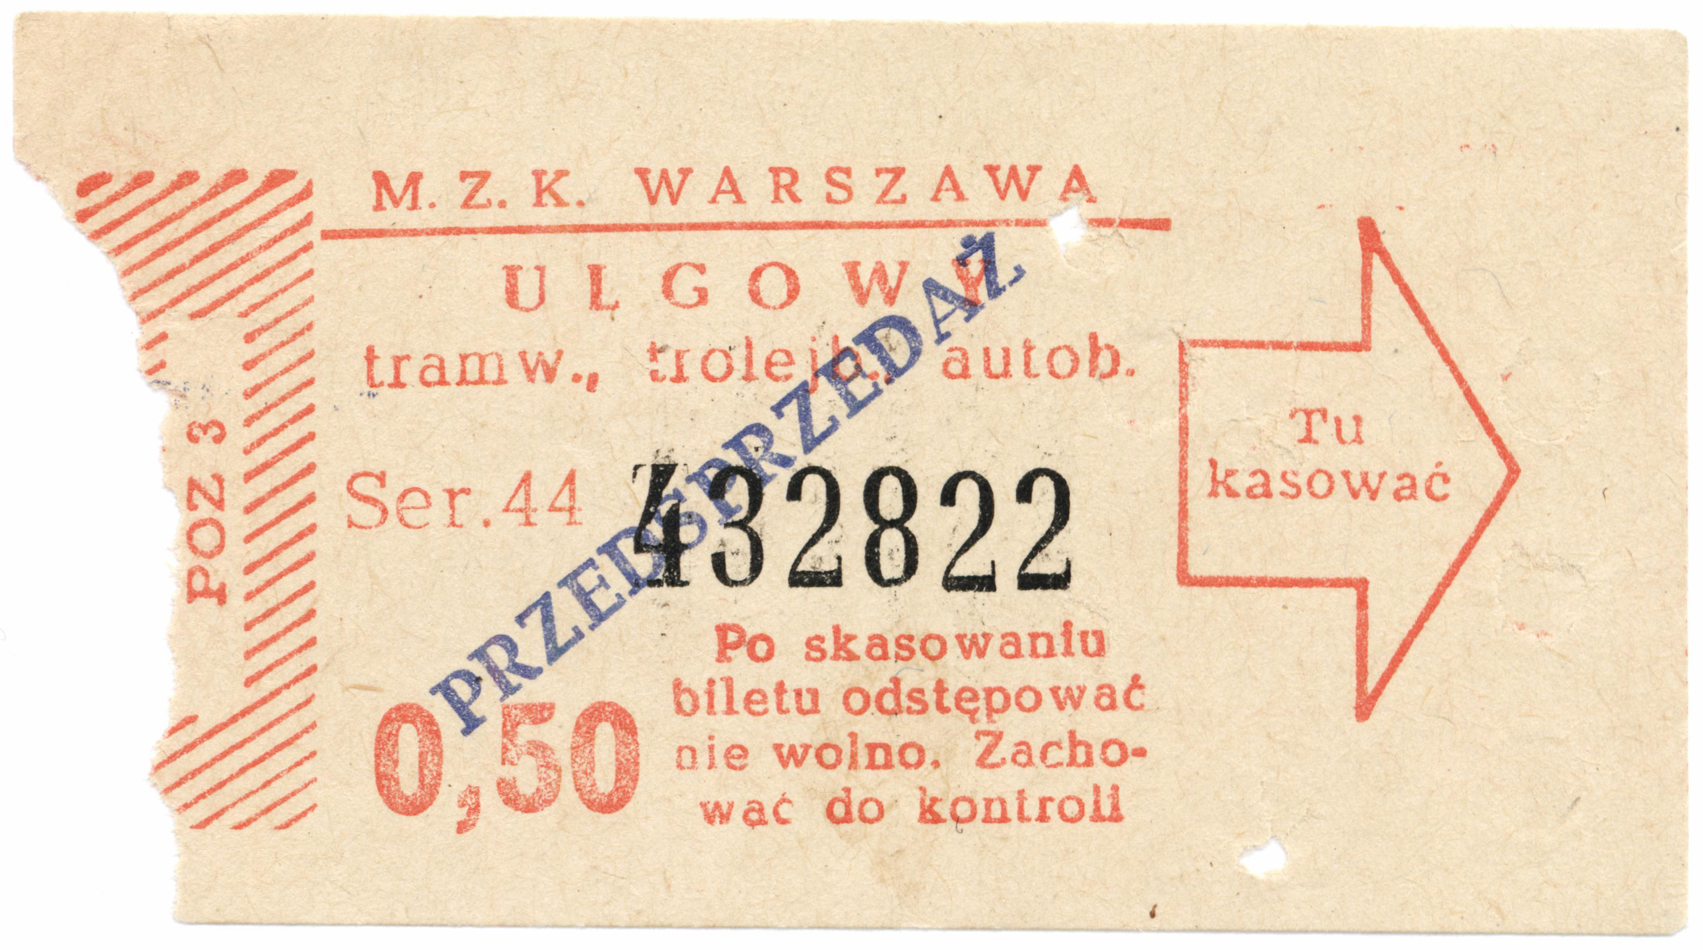 M. Z. K. WARSZAWA
ULGOWY
tramw., trolejb., autob.
PRZEDSPRZEDAŻ
POZ 3
Ser. 44 432822
0,50
Po skasowaniu
biletu odstępować
nie wolno. Zacho-
wać do kontroli
Tu
kasować